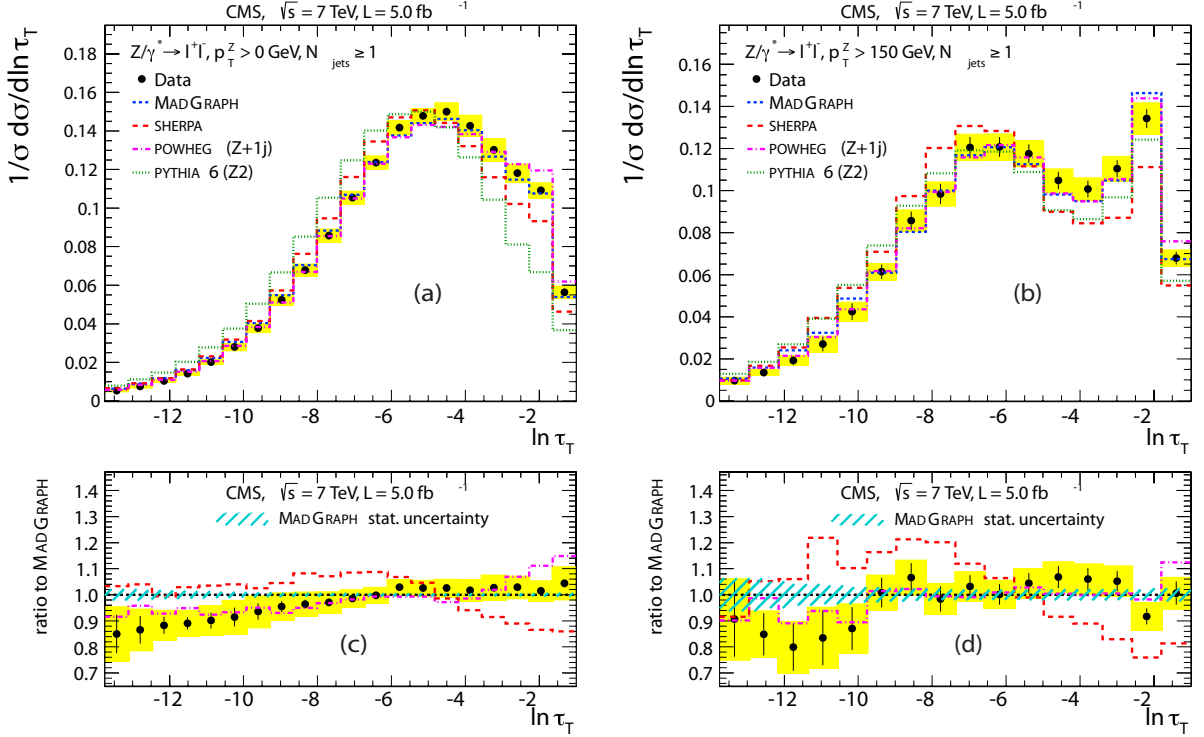 CMS, √s = 7 TeV, L = 5.0 fb⁻¹
1/σ dσ/dlnτ_T
Z/γ* → l⁺l⁻, p_T^Z > 0 GeV, N_jets ≥ 1
Data
MADGRAPH
SHERPA
POWHEG (Z+1j)
PYTHIA 6 (Z2)
(a)
0.18
0.16
0.14
0.12
0.1
0.08
0.06
0.04
0.02
0
-12 -10 -8 -6 -4 -2
ln τ_T
CMS, √s = 7 TeV, L = 5.0 fb⁻¹
1/σ dσ/dlnτ_T
Z/γ* → l⁺l⁻, p_T^Z > 150 GeV, N_jets ≥ 1
Data
MADGRAPH
SHERPA
POWHEG (Z+1j)
PYTHIA 6 (Z2)
(b)
0.16
0.14
0.12
0.1
0.08
0.06
0.04
0.02
0
-12 -10 -8 -6 -4 -2
ln τ_T
ratio to MADGRAPH
CMS, √s = 7 TeV, L = 5.0 fb⁻¹
MADGRAPH stat. uncertainty
(c)
1.4
1.3
1.2
1.1
1.0
0.9
0.8
0.7
-12 -10 -8 -6 -4 -2
ln τ_T
ratio to MADGRAPH
CMS, √s = 7 TeV, L = 5.0 fb⁻¹
MADGRAPH stat. uncertainty
(d)
1.4
1.3
1.2
1.1
1.0
0.9
0.8
0.7
-12 -10 -8 -6 -4 -2
ln τ_T